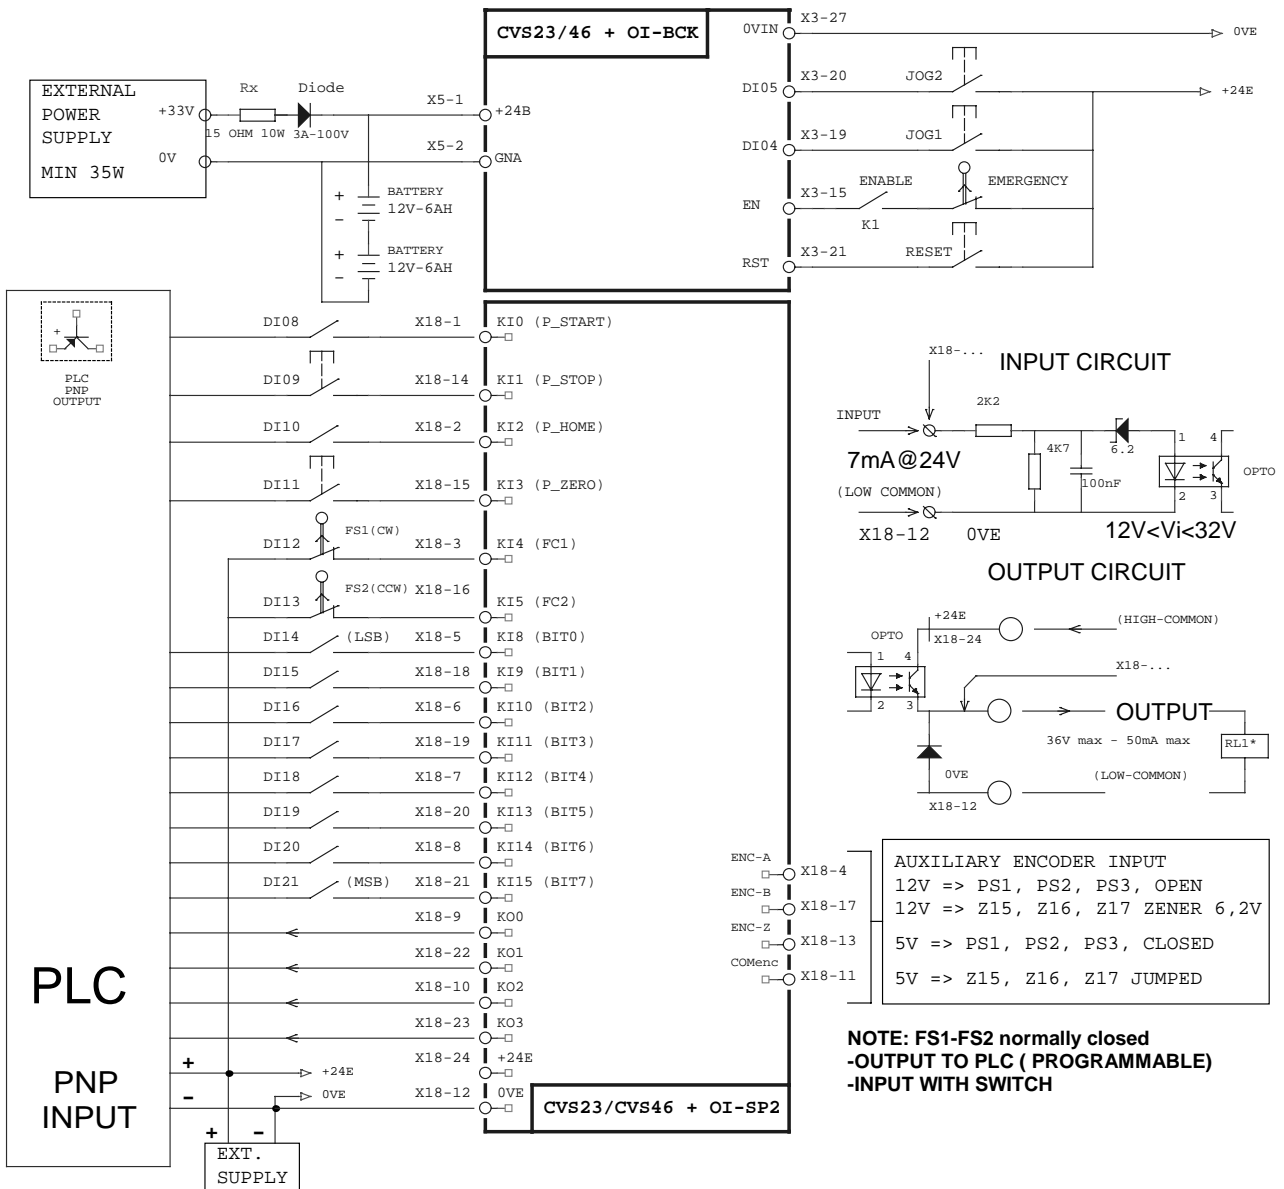 CVS23/46 + OI-BCK
0VIN
X3-27
0VE
EXTERNAL
POWER
SUPPLY
MIN 35W
+33V
0V
Rx
15 OHM 10W
Diode
3A-100V
X5-1
+24B
X5-2
GNA
+
-
BATTERY
12V-6AH
+
-
BATTERY
12V-6AH
DI05
X3-20
JOG2
+24E
DI04
X3-19
JOG1
EN
X3-15
ENABLE
K1
EMERGENCY
RST
X3-21
RESET
+
PLC
PNP
OUTPUT
DI08 X18-1 KI0 (P_START)
DI09 X18-14 KI1 (P_STOP)
DI10 X18-2 KI2 (P_HOME)
DI11 X18-15 KI3 (P_ZERO)
FS1(CW)
DI12 X18-3 KI4 (FC1)
FS2(CCW)
DI13 X18-16 KI5 (FC2)
DI14 (LSB) X18-5 KI8 (BIT0)
DI15 X18-18 KI9 (BIT1)
DI16 X18-6 KI10 (BIT2)
DI17 X18-19 KI11 (BIT3)
DI18 X18-7 KI12 (BIT4)
DI19 X18-20 KI13 (BIT5)
DI20 X18-8 KI14 (BIT6)
DI21 (MSB) X18-21 KI15 (BIT7)
X18-9 KO0
X18-22 KO1
X18-10 KO2
X18-23 KO3
X18-24 +24E
X18-12 0VE
PLC
PNP
INPUT
+
-
+24E
0VE
+ -
EXT.
SUPPLY
CVS23/CVS46 + OI-SP2
X18-...
INPUT CIRCUIT
INPUT
2K2
7mA@24V
4K7
100nF
6.2
1 4
2 3
OPTO
(LOW COMMON)
X18-12 0VE
12V<Vi<32V
OUTPUT CIRCUIT
+24E
X18-24
(HIGH-COMMON)
OPTO
1 4
2 3
X18-...
OUTPUT
36V max - 50mA max
RL1*
0VE
X18-12
(LOW-COMMON)
ENC-A X18-4
ENC-B X18-17
ENC-Z X18-13
COMenc X18-11
AUXILIARY ENCODER INPUT
12V => PS1, PS2, PS3, OPEN
12V => Z15, Z16, Z17 ZENER 6,2V
5V => PS1, PS2, PS3, CLOSED
5V => Z15, Z16, Z17 JUMPED
NOTE: FS1-FS2 normally closed
-OUTPUT TO PLC ( PROGRAMMABLE)
-INPUT WITH SWITCH